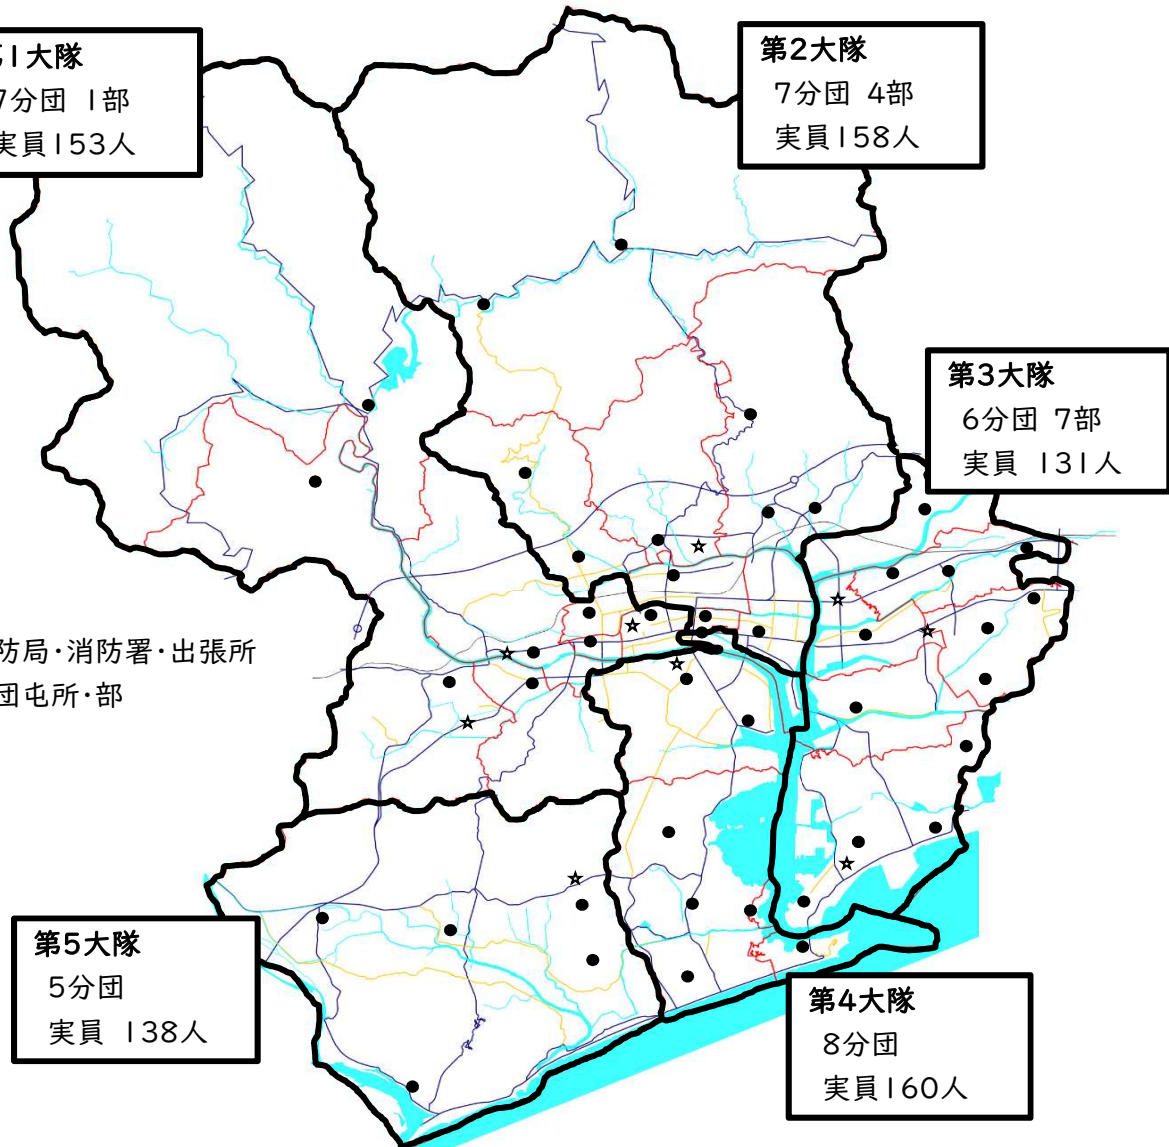 第1大隊
7分団 1部
実員153人
第2大隊
7分団 4部
実員158人
第3大隊
6分団 7部
実員 131人
防局・消防署・出張所
団屯所・部
第5大隊
5分団
実員 138人
第4大隊
8分団
実員160人